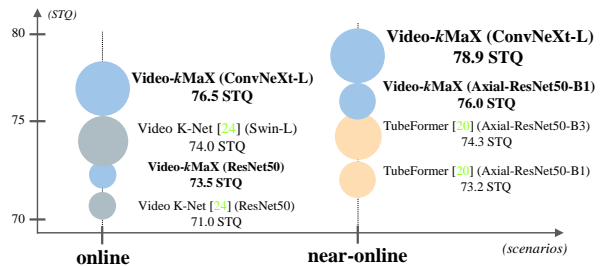 (STQ)
80
75
70
Video-kMaX (ConvNeXt-L)
76.5 STQ
Video K-Net [24] (Swin-L)
74.0 STQ
Video-kMaX (ResNet50)
73.5 STQ
Video K-Net [24] (ResNet50)
71.0 STQ
Video-kMaX (ConvNeXt-L)
78.9 STQ
Video-kMaX (Axial-ResNet50-B1)
76.0 STQ
TubeFormer [20] (Axial-ResNet50-B3)
74.3 STQ
TubeFormer [20] (Axial-ResNet50-B1)
73.2 STQ
online
near-online
(scenarios)